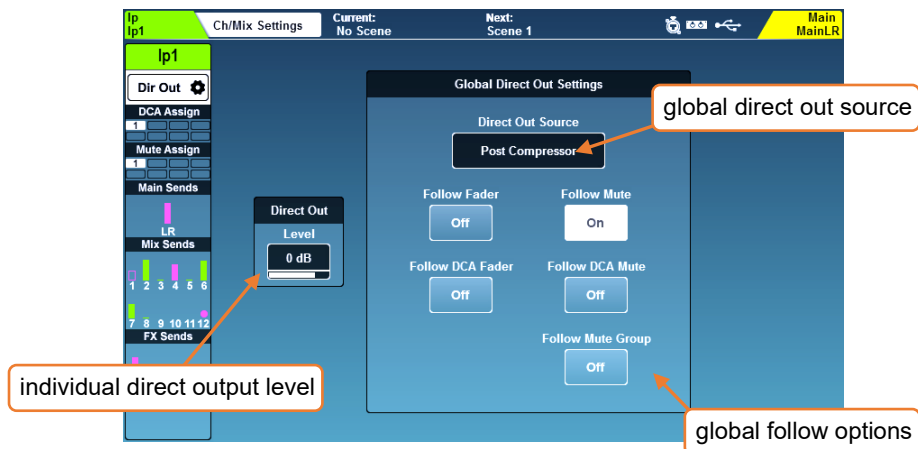 Ip
Ip1
Ch/Mix Settings
Current:
No Scene
Next:
Scene 1
Main
MainLR
Ip1
Dir Out
DCA Assign
1
Mute Assign
1
Main Sends
LR
Mix Sends
1 2 3 4 5 6
7 8 9 10 11 12
FX Sends
Direct Out
Level
0 dB
Global Direct Out Settings
Direct Out Source
Post Compressor
Follow Fader
Off
Follow Mute
On
Follow DCA Fader
Off
Follow DCA Mute
Off
Follow Mute Group
Off
global direct out source
individual direct output level
global follow options